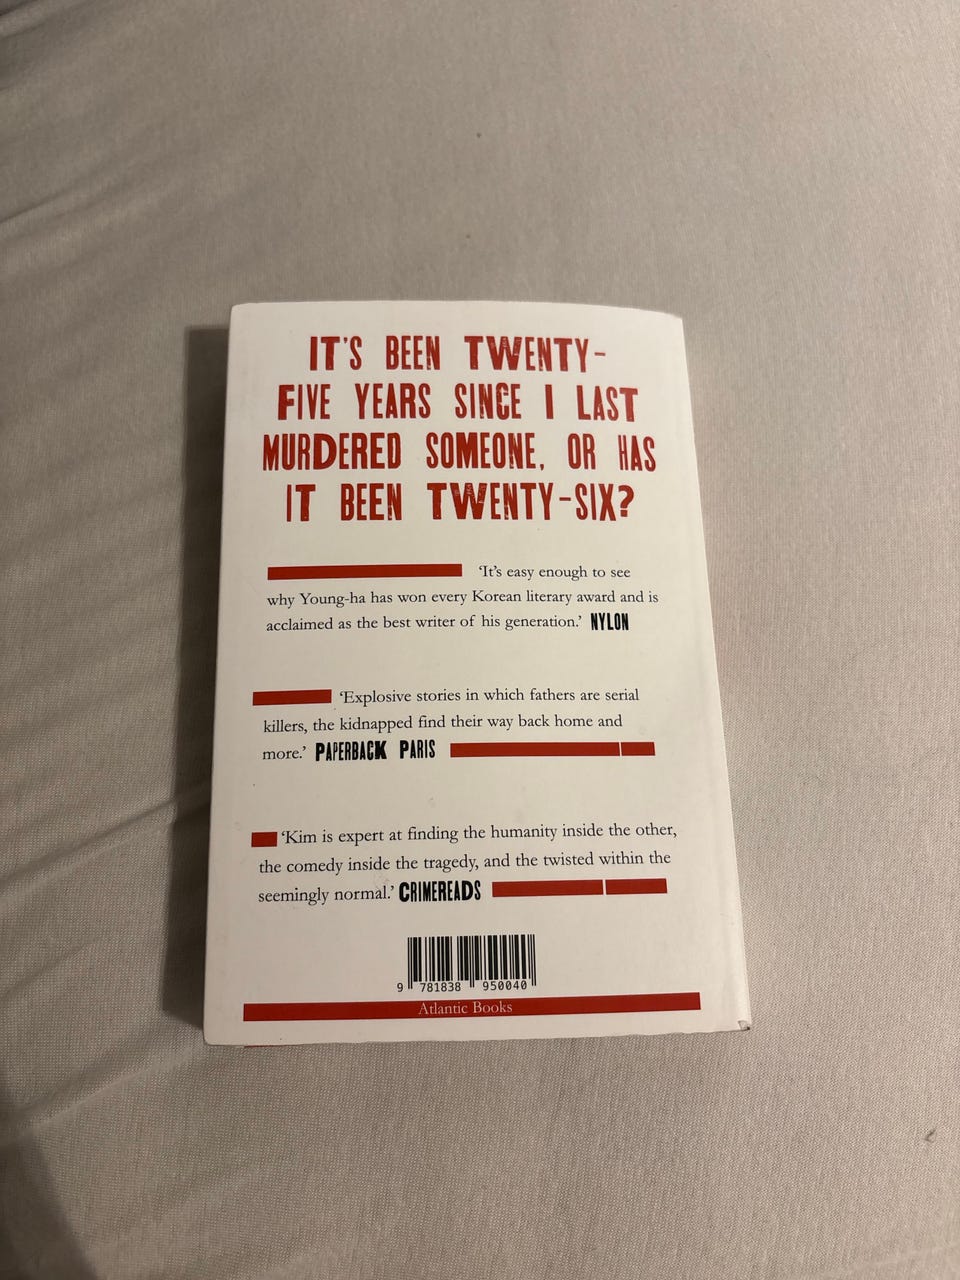 IT'S BEEN TWENTY-
FIVE YEARS SINCE I LAST
MURDERED SOMEONE, OR HAS
IT BEEN TWENTY-SIX?
'It's easy enough to see
why Young-ha has won every Korean literary award and is
acclaimed as the best writer of his generation.' NYLON
'Explosive stories in which fathers are serial
killers, the kidnapped find their way back home and
more.' PAPERBACK PARIS
'Kim is expert at finding the humanity inside the other,
the comedy inside the tragedy, and the twisted within the
seemingly normal.' CRIMEREADS
9 781838 950040
Atlantic Books